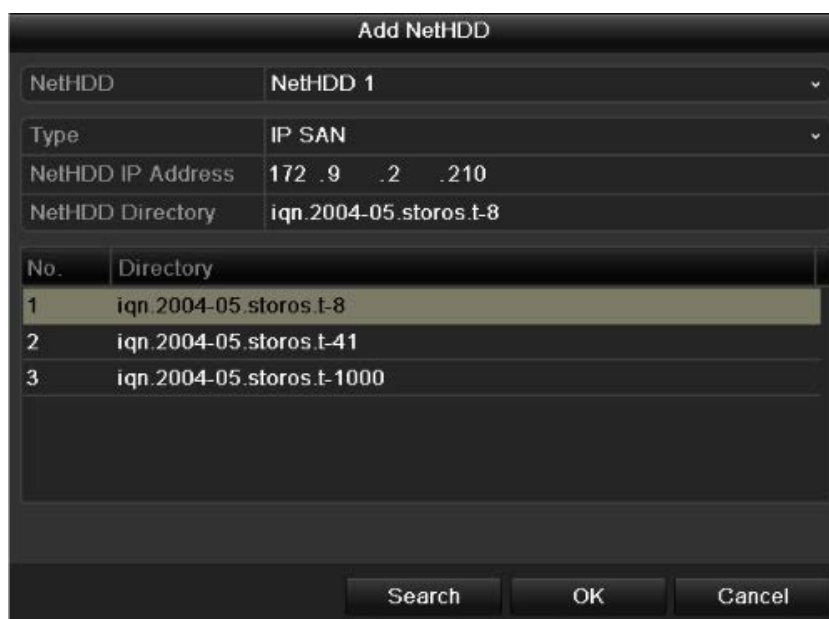 Add NetHDD
NetHDD NetHDD 1
Type IP SAN
NetHDD IP Address 172 .9 .2 .210
NetHDD Directory iqn.2004-05.storos.t-8
No. Directory
1 iqn.2004-05.storos.t-8
2 iqn.2004-05.storos.t-41
3 iqn.2004-05.storos.t-1000
Search OK Cancel